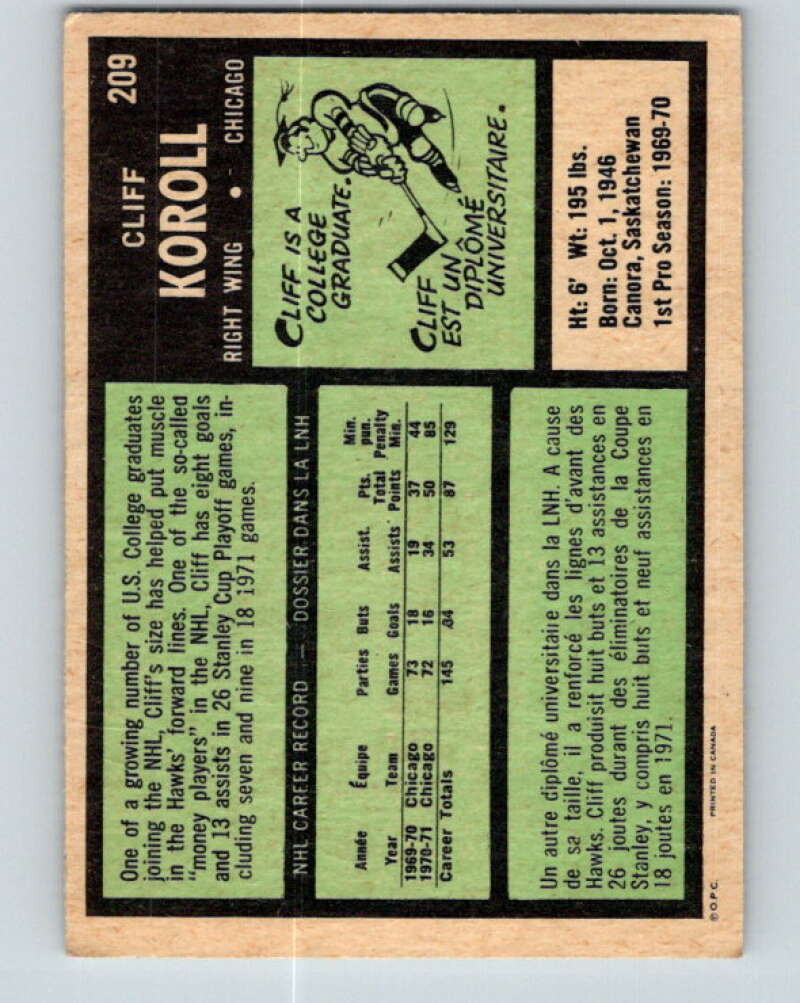 209
CLIFF
KOROLL
RIGHT WING • CHICAGO
CLIFF IS A
COLLEGE
GRADUATE.
CLIFF
EST UN
DIPLÔMÉ
UNIVERSITAIRE.
Ht: 6' Wt: 195 lbs.
Born: Oct. 1, 1946
Canora, Saskatchewan
1st Pro Season: 1969-70
One of a growing number of U.S. College graduates
joining the NHL, Cliff's size has helped put muscle
in the Hawks' forward lines. One of the so-called
"money players" in the NHL, Cliff has eight goals
and 13 assists in 26 Stanley Cup Playoff games, in-
cluding seven and nine in 18 1971 games.
NHL CAREER RECORD — DOSSIER DANS LA LNH
Année Équipe Parties Buts Assist. Pts. Min. pun.
Year Team Games Goals Assists Total Points Penalty Min.
1969-70 Chicago 73 18 19 37 44
1970-71 Chicago 72 16 34 50 85
Career Totals 145 34 53 87 129
Un autre diplômé universitaire dans la LNH. A cause
de sa taille, il a renforcé les lignes d'avant des
Hawks. Cliff produisit huit buts et 13 assistances en
26 joutes durant des éliminatoires de la Coupe
Stanley, y compris huit buts et neuf assistances en
18 joutes en 1971.
© O.P.C. PRINTED IN CANADA